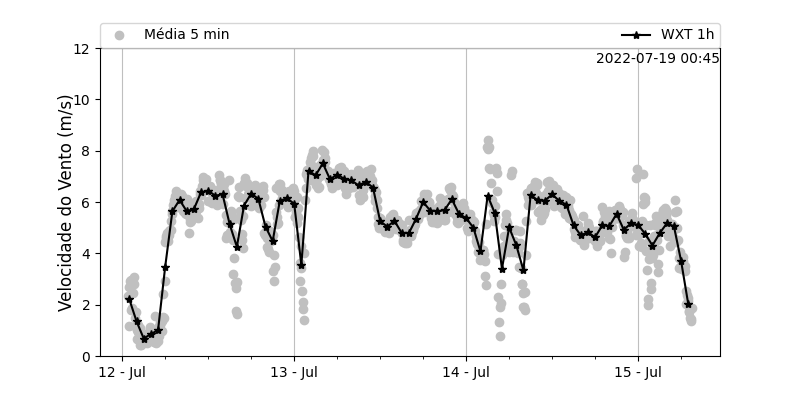 Média 5 min
WXT 1h
2022-07-19 00:45
Velocidade do Vento (m/s)
12
10
8
6
4
2
0
12 - Jul
13 - Jul
14 - Jul
15 - Jul